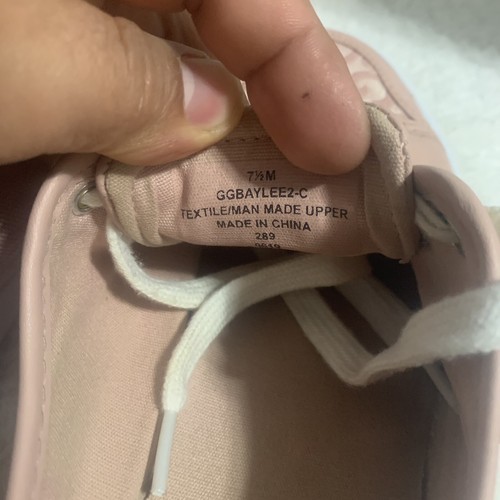 7½M
GGBAYLEE2-C
TEXTILE/MAN MADE UPPER
MADE IN CHINA
289